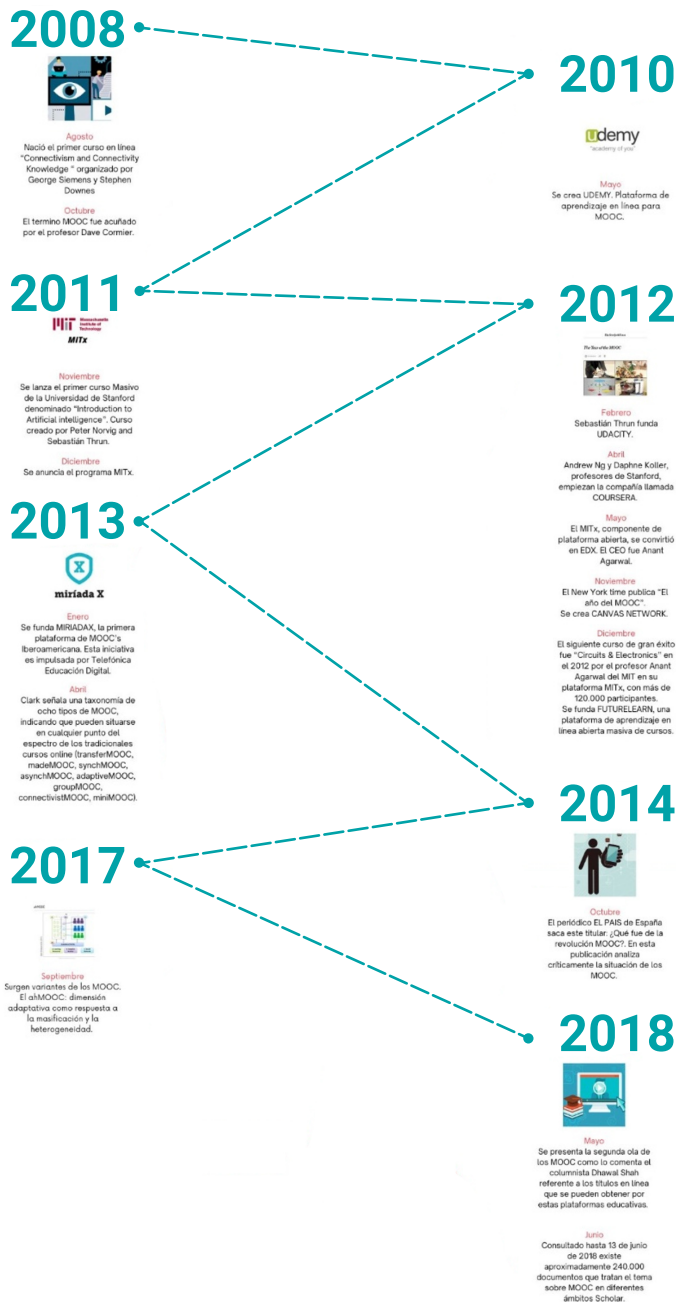 2008
Agosto
Nació el primer curso en línea
"Connectivism and Connectivity
Knowledge " organizado por
George Siemens y Stephen
Downes
Octubre
El termino MOOC fue acuñado
por el profesor Dave Cormier.
2010
udemy
"academy of you"
Mayo
Se crea UDEMY. Plataforma de
aprendizaje en línea para
MOOC.
2011
MIT Massachusetts
Institute of
Technology
MITx
Noviembre
Se lanza el primer curso Masivo
de la Universidad de Stanford
denominado "Introduction to
Artificial intelligence". Curso
creado por Peter Norvig and
Sebastián Thrun.
Diciembre
Se anuncia el programa MITx.
2012
The Year of the MOOC
Febrero
Sebastián Thrun funda
UDACITY.
Abril
Andrew Ng y Daphne Koller,
profesores de Stanford,
empiezan la compañía llamada
COURSERA.
Mayo
El MITx, componente de
plataforma abierta, se convirtió
en EDX. El CEO fue Anant
Agarwal.
Noviembre
El New York time publica "El
año del MOOC".
Se crea CANVAS NETWORK.
Diciembre
El siguiente curso de gran éxito
fue "Circuits & Electronics" en
el 2012 por el profesor Anant
Agarwal del MIT en su
plataforma MITx, con más de
120.000 participantes.
Se funda FUTURELEARN, una
plataforma de aprendizaje en
línea abierta masiva de cursos.
2013
X
miríada X
Enero
Se funda MIRIADAX, la primera
plataforma de MOOC's
Iberoamericana. Esta iniciativa
es impulsada por Telefónica
Educación Digital.
Abril
Clark señala una taxonomía de
ocho tipos de MOOC,
indicando que pueden situarse
en cualquier punto del
espectro de los tradicionales
cursos online (transferMOOC,
madeMOOC, synchMOOC,
asynchMOOC, adaptiveMOOC,
groupMOOC,
connectivistMOOC, miniMOOC).
2014
Octubre
El periódico EL PAIS de España
saca este titular: ¿Qué fue de la
revolución MOOC?. En esta
publicación analiza
críticamente la situación de los
MOOC.
2017
Septiembre
Surgen variantes de los MOOC.
El ahMOOC: dimensión
adaptativa como respuesta a
la masificación y la
heterogeneidad.
2018
Mayo
Se presenta la segunda ola de
los MOOC como lo comenta el
columnista Dhawal Shah
referente a los títulos en línea
que se pueden obtener por
estas plataformas educativas.
Junio
Consultado hasta 13 de junio
de 2018 existe
aproximadamente 240.000
documentos que tratan el tema
sobre MOOC en diferentes
ámbitos Scholar.